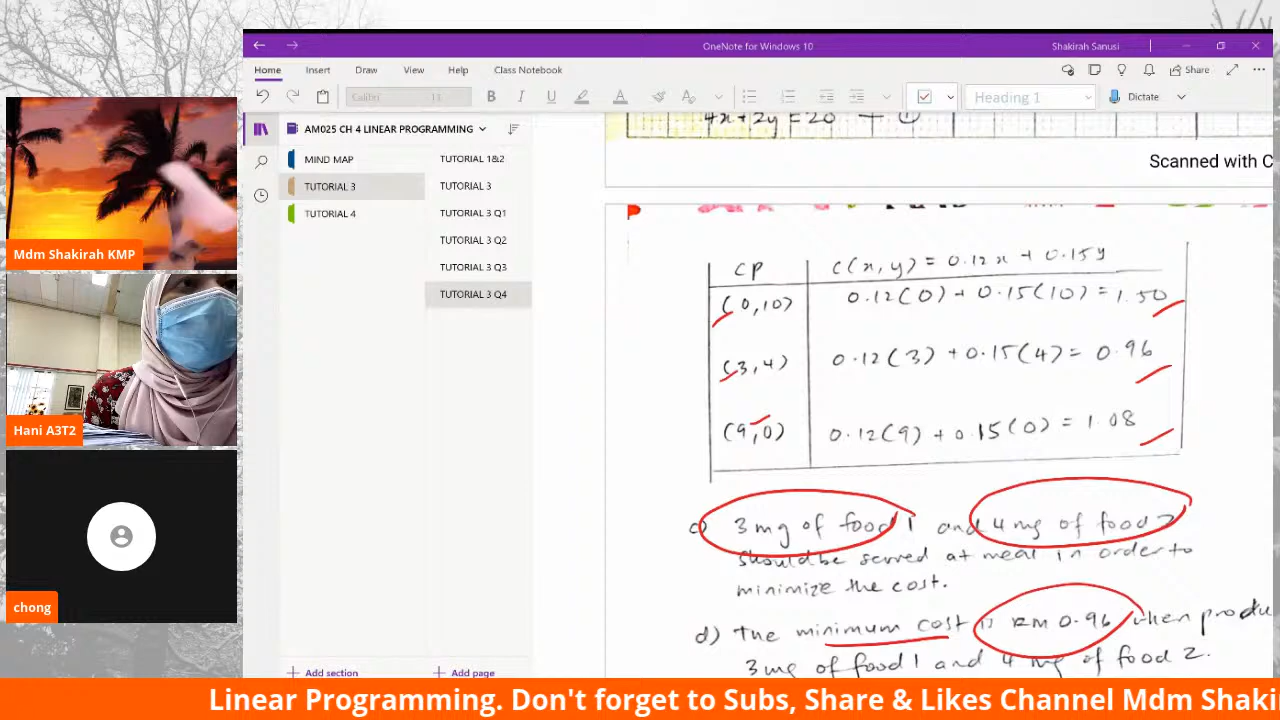 OneNote for Windows 10
Shakirah Sanusi
Home Insert Draw View Help Class Notebook
Share
Calibri 11 B I U A Heading 1 Dictate
AM025 CH 4 LINEAR PROGRAMMING
MIND MAP
TUTORIAL 3
TUTORIAL 4
TUTORIAL 1&2
TUTORIAL 3
TUTORIAL 3 Q1
TUTORIAL 3 Q2
TUTORIAL 3 Q3
TUTORIAL 3 Q4
+ Add section
+ Add page
4x + 2y = 20 — ①
Scanned with C
CP C(x, y) = 0.12x + 0.15y
(0,10) 0.12(0) + 0.15(10) = 1.50
(3,4) 0.12(3) + 0.15(4) = 0.96
(9,0) 0.12(9) + 0.15(0) = 1.08
c) 3 mg of food 1 and 4 mg of food 2
should be served at meal in order to
minimize the cost.
d) The minimum cost is RM 0.96 when produ
3 mg of food 1 and 4 mg of food 2.
Mdm Shakirah KMP
Hani A3T2
chong
Linear Programming. Don't forget to Subs, Share & Likes Channel Mdm Shaki